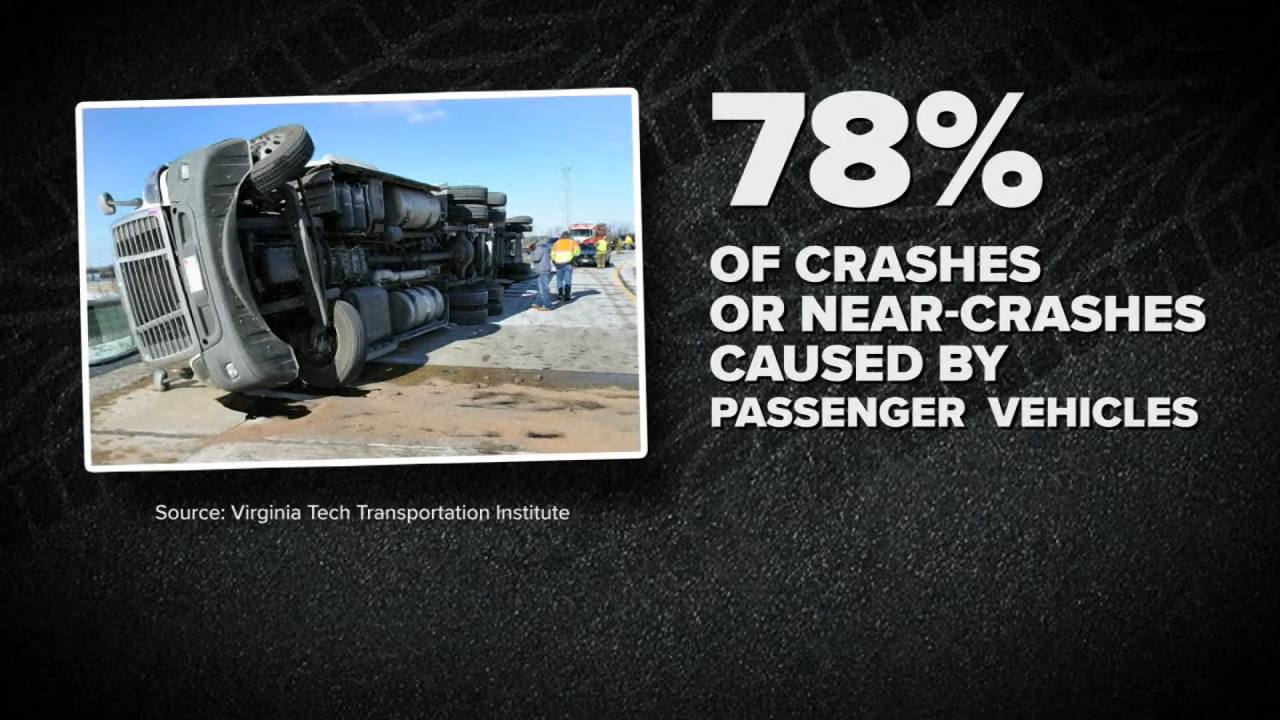 78%
OF CRASHES
OR NEAR-CRASHES
CAUSED BY
PASSENGER VEHICLES
Source: Virginia Tech Transportation Institute